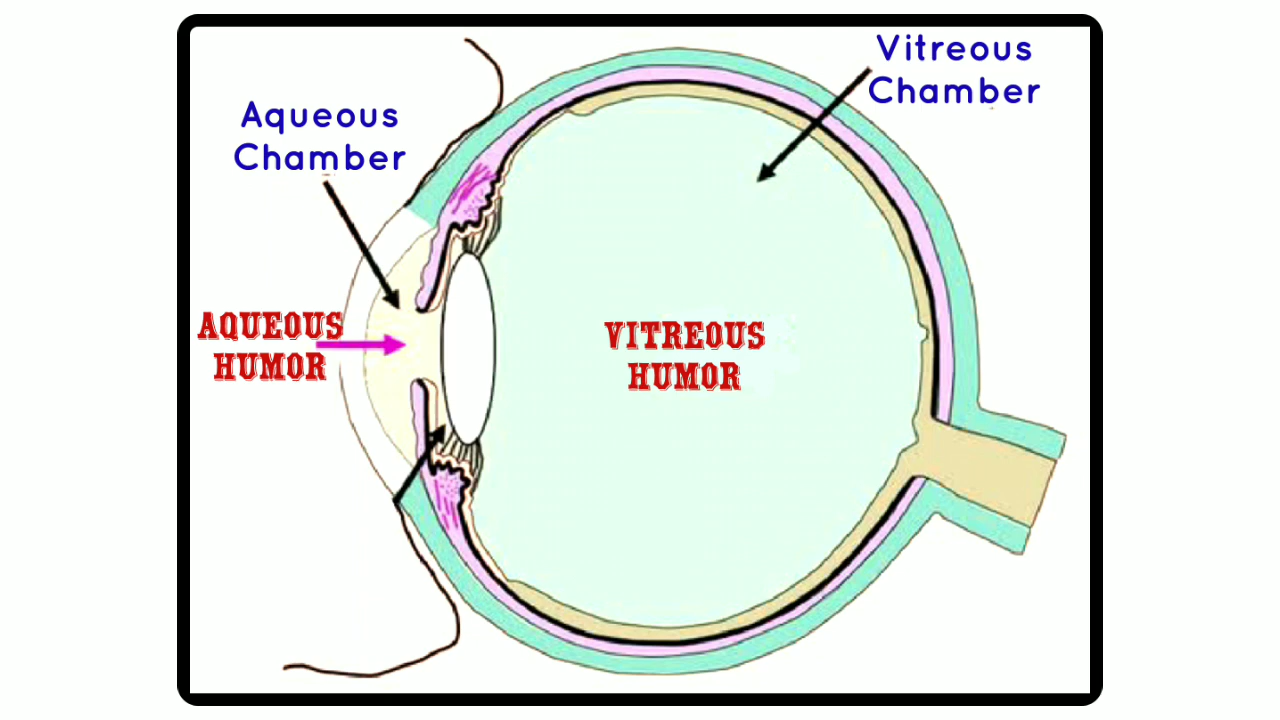 Vitreous
Chamber
Aqueous
Chamber
AQUEOUS
HUMOR
VITREOUS
HUMOR